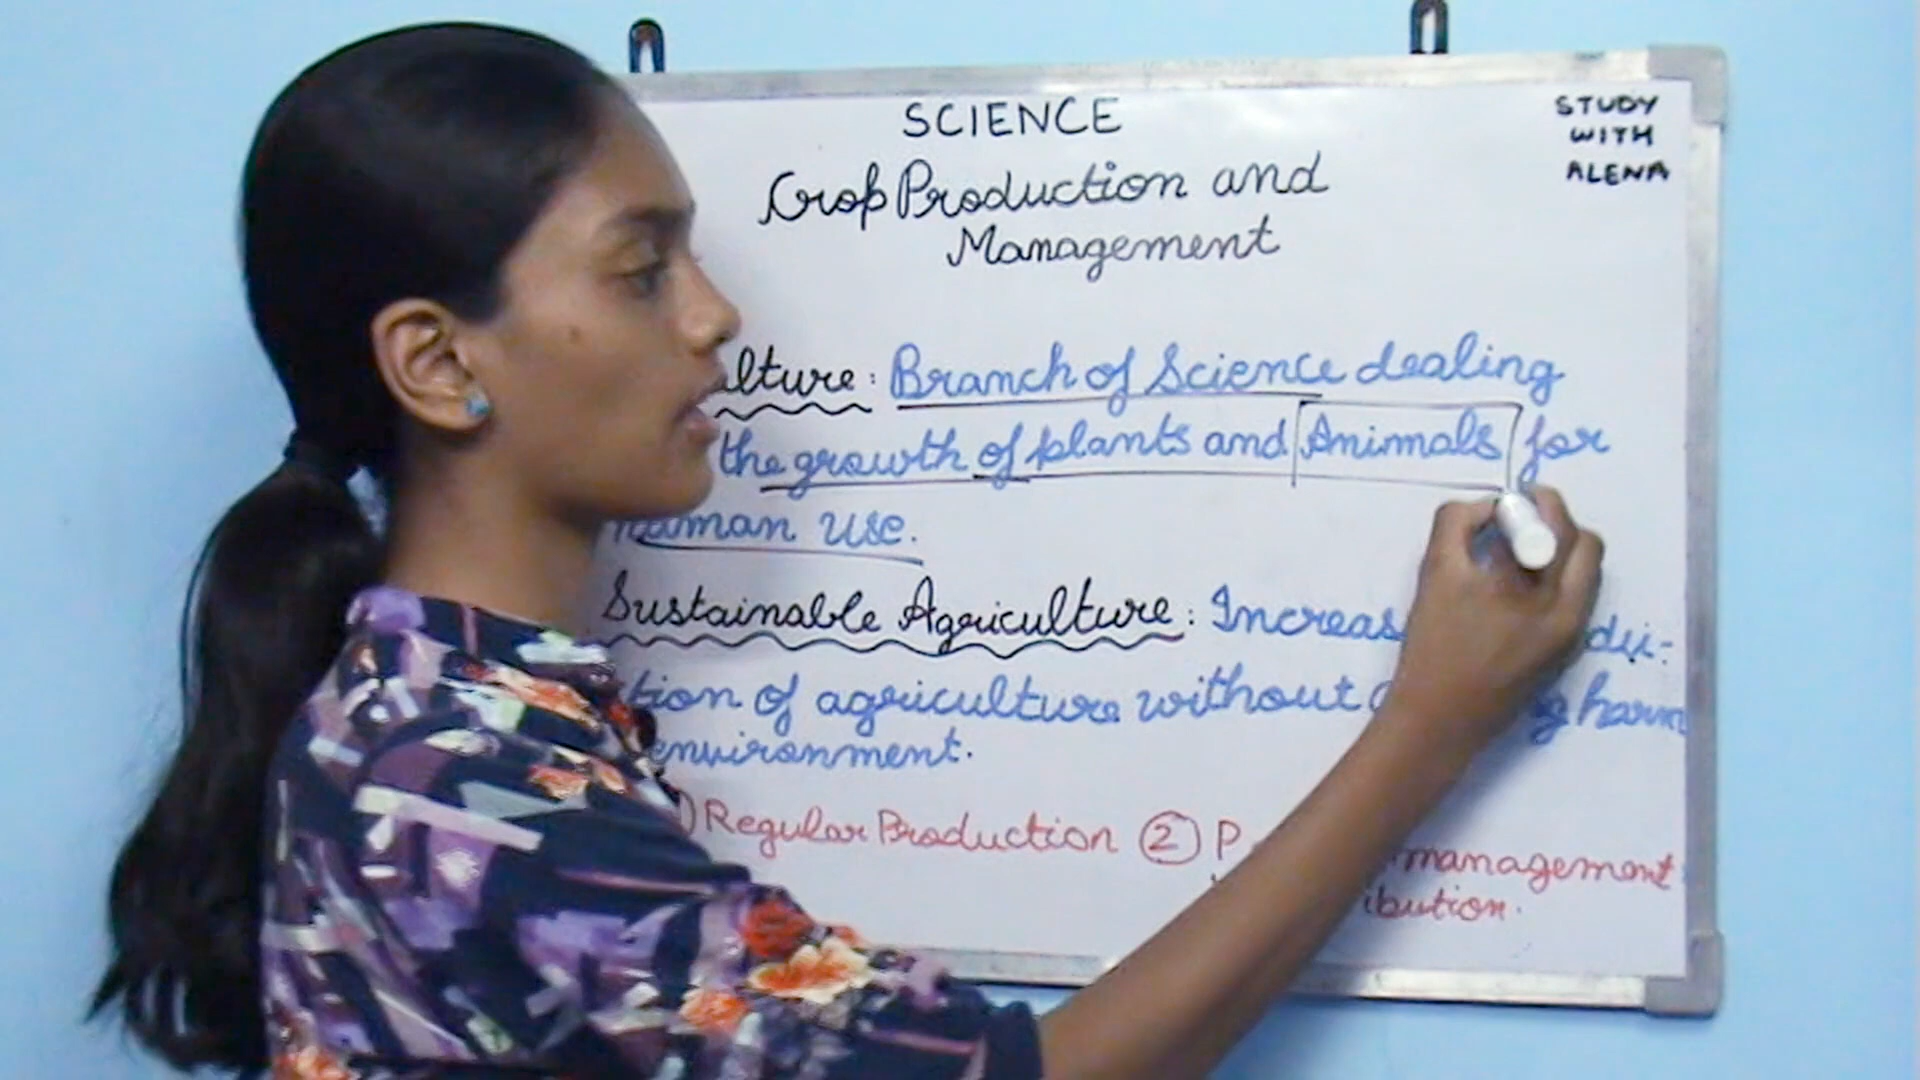 SCIENCE
STUDY
WITH
ALENA
Crop Production and
Management
ulture: Branch of Science dealing
the growth of plants and Animals for
human use.
Sustainable Agriculture: Increas du:
tion of agriculture without g harm
environment.
1) Regular Production ② P management
ibution.